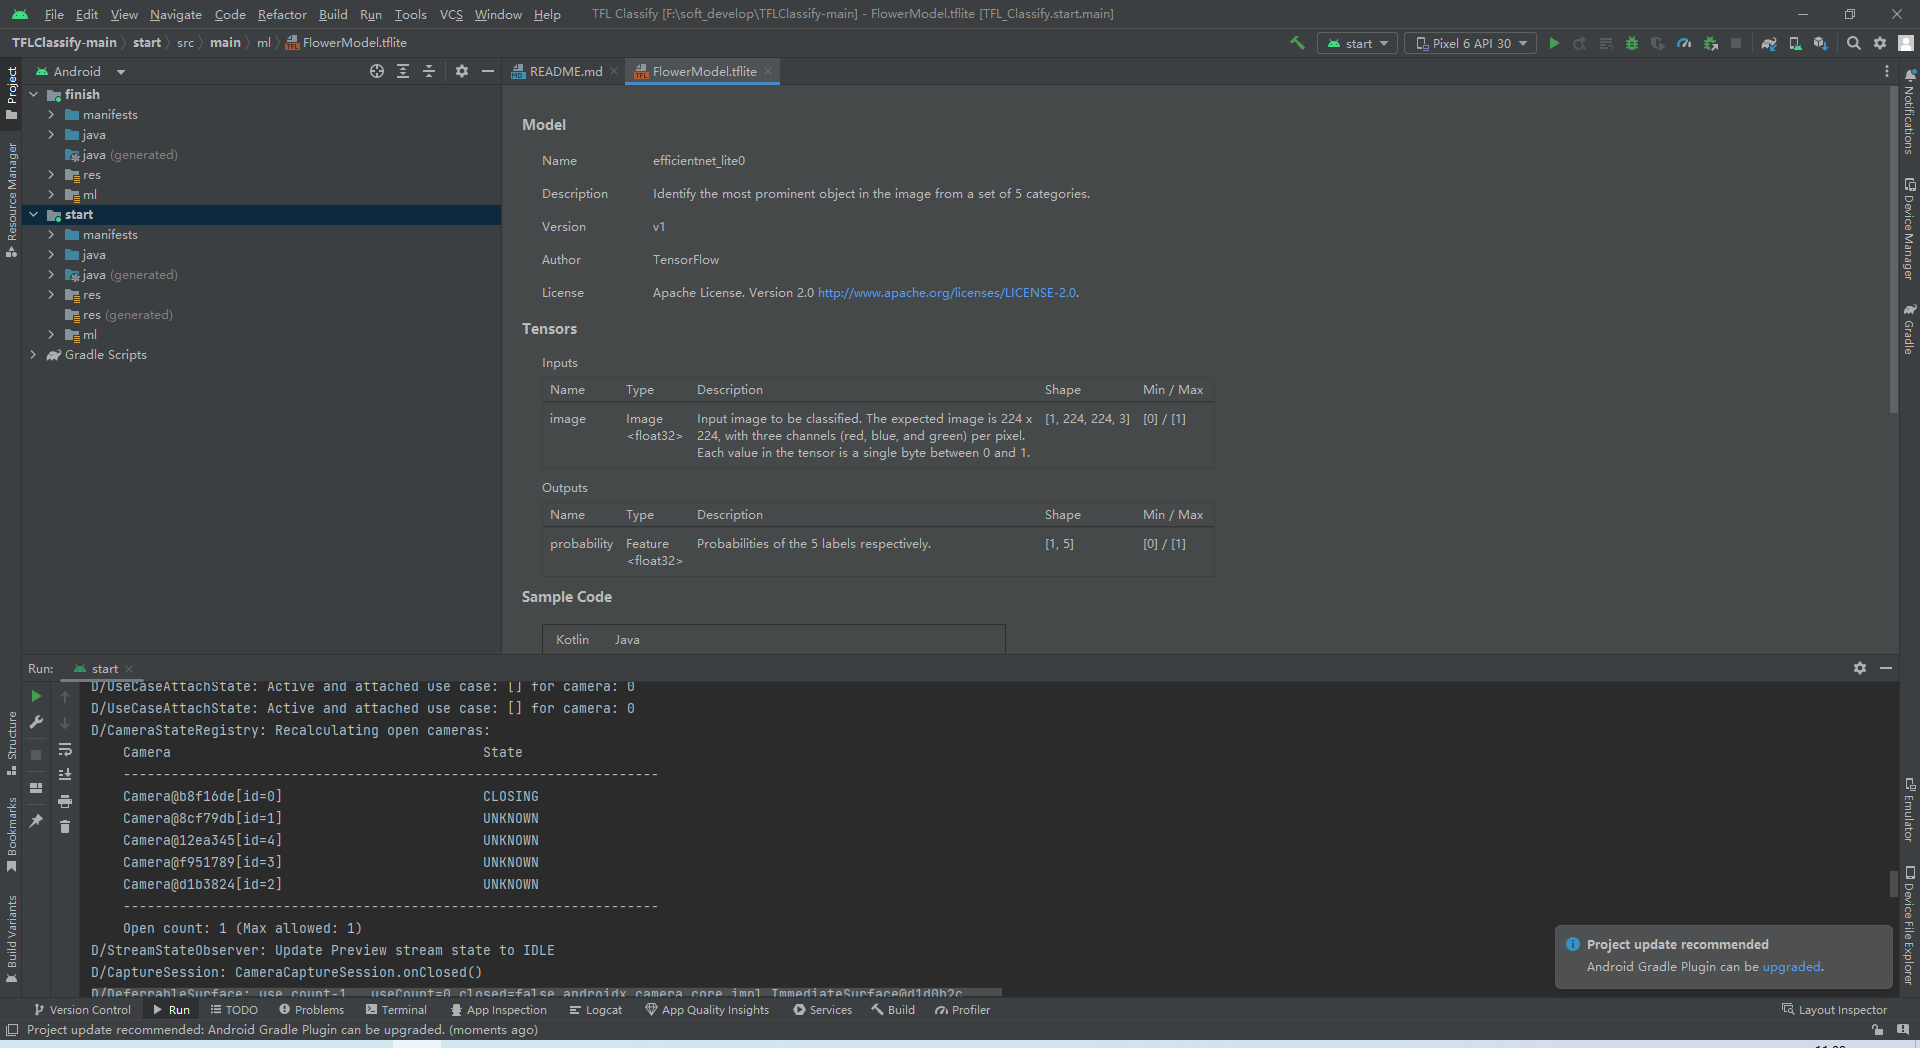 File Edit View Navigate Code Refactor Build Run Tools VCS Window Help TFL Classify [F:\soft_develop\TFLClassify-main] - FlowerModel.tflite [TFL_Classify.start.main]
TFLClassify-main start src main ml FlowerModel.tflite start Pixel 6 API 30
Project
Resource Manager
Structure
Bookmarks
Build Variants
Android
finish
manifests
java
java (generated)
res
ml
start
manifests
java
java (generated)
res
res (generated)
ml
Gradle Scripts
README.md FlowerModel.tflite
Model
Name efficientnet_lite0
Description Identify the most prominent object in the image from a set of 5 categories.
Version v1
Author TensorFlow
License Apache License. Version 2.0 http://www.apache.org/licenses/LICENSE-2.0.
Tensors
Inputs
Name Type Description Shape Min / Max
image Image Input image to be classified. The expected image is 224 x [1, 224, 224, 3] [0] / [1]
<float32> 224, with three channels (red, blue, and green) per pixel.
Each value in the tensor is a single byte between 0 and 1.
Outputs
Name Type Description Shape Min / Max
probability Feature Probabilities of the 5 labels respectively. [1, 5] [0] / [1]
<float32>
Sample Code
Kotlin Java
Notifications
Device Manager
Gradle
Emulator
Device File Explorer
Run: start
D/UseCaseAttachState: Active and attached use case: [] for camera: 0
D/UseCaseAttachState: Active and attached use case: [] for camera: 0
D/CameraStateRegistry: Recalculating open cameras:
Camera State
-------------------------------------------------------------------
Camera@b8f16de[id=0] CLOSING
Camera@8cf79db[id=1] UNKNOWN
Camera@12ea345[id=4] UNKNOWN
Camera@f951789[id=3] UNKNOWN
Camera@d1b3824[id=2] UNKNOWN
-------------------------------------------------------------------
Open count: 1 (Max allowed: 1)
D/StreamStateObserver: Update Preview stream state to IDLE
D/CaptureSession: CameraCaptureSession.onClosed()
D/DeferrableSurface: use count-1, useCount=0 closed=false androidx.camera.core.impl.ImmediateSurface@d1d0b2c
Project update recommended
Android Gradle Plugin can be upgraded.
Version Control Run TODO Problems Terminal App Inspection Logcat App Quality Insights Services Build Profiler Layout Inspector
Project update recommended: Android Gradle Plugin can be upgraded. (moments ago)